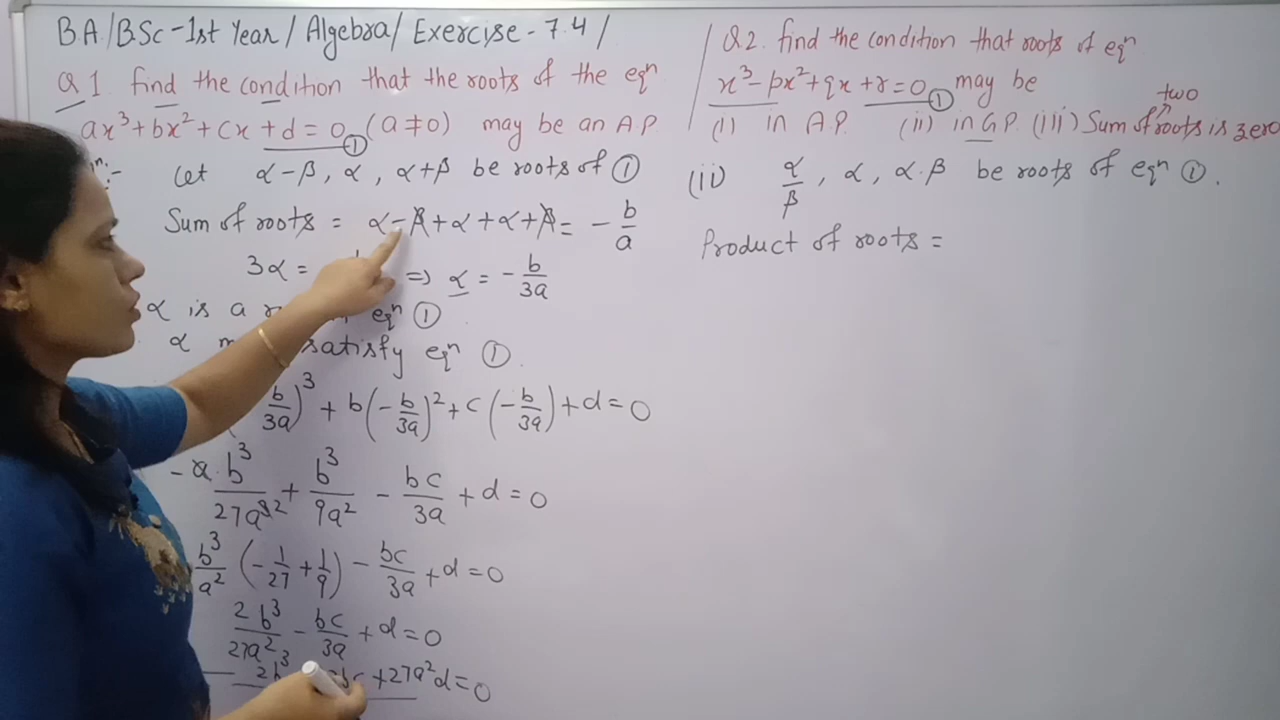 B.A./BSc-1st Year/Algebra/Exercise-7.4/
Q1. find the condition that the roots of the eqⁿ
ax³+bx²+cx+d=0 ① (a≠0) may be an A.P.
Let α-β, α, α+β be roots of ①
Sum of roots = α-β+α+α+β = -b/a
3α = ⇒ α = -b/3a
α is a eqⁿ ①
α satisfy eqⁿ ①.
b/3a)³ + b(-b/3a)² + c(-b/3a) + d = 0
-a.b³/27a³² + b³/9a² - bc/3a + d = 0
b³/a² (-1/27 + 1/9) - bc/3a + d = 0
2b³/27a² - bc/3a + d = 0
2b³ bc + 27a²d = 0
Q2. find the condition that roots of eqⁿ
x³-px²+qx+r=0 ① may be
(i) in A.P. (ii) in G.P. (iii) Sum of two roots is zero
(ii) α/β, α, α.β be roots of eqⁿ ①.
Product of roots =